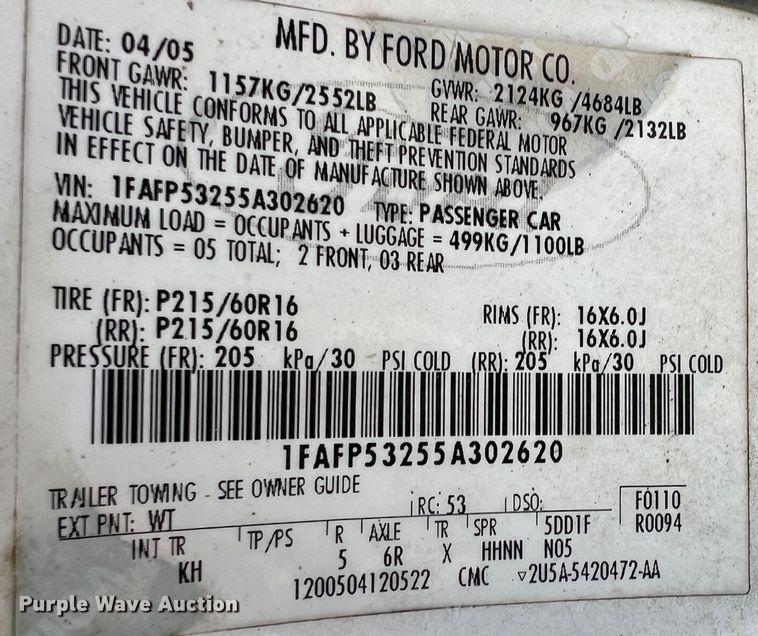 DATE: 04/05 MFD. BY FORD MOTOR CO.
FRONT GAWR: 1157KG/2552LB GVWR: 2124KG /4684LB
REAR GAWR: 967KG /2132LB
THIS VEHICLE CONFORMS TO ALL APPLICABLE FEDERAL MOTOR
VEHICLE SAFETY, BUMPER, AND THEFT PREVENTION STANDARDS
IN EFFECT ON THE DATE OF MANUFACTURE SHOWN ABOVE.
VIN: 1FAFP53255A302620 TYPE: PASSENGER CAR
MAXIMUM LOAD = OCCUPANTS + LUGGAGE = 499KG/1100LB
OCCUPANTS = 05 TOTAL; 2 FRONT, 03 REAR
TIRE (FR): P215/60R16 RIMS (FR): 16X6.0J
(RR): P215/60R16 (RR): 16X6.0J
PRESSURE (FR): 205 kPa/30 PSI COLD (RR): 205 kPa/30 PSI COLD
1FAFP53255A302620
TRAILER TOWING - SEE OWNER GUIDE
EXT PNT: WT RC: 53 DSO: F0110
R0094
INT TR TP/PS R AXLE TR SPR 5DD1F
KH 5 6R X HHNN N05
1200504120522 CMC ▽2U5A-5420472-AA
Purple Wave Auction